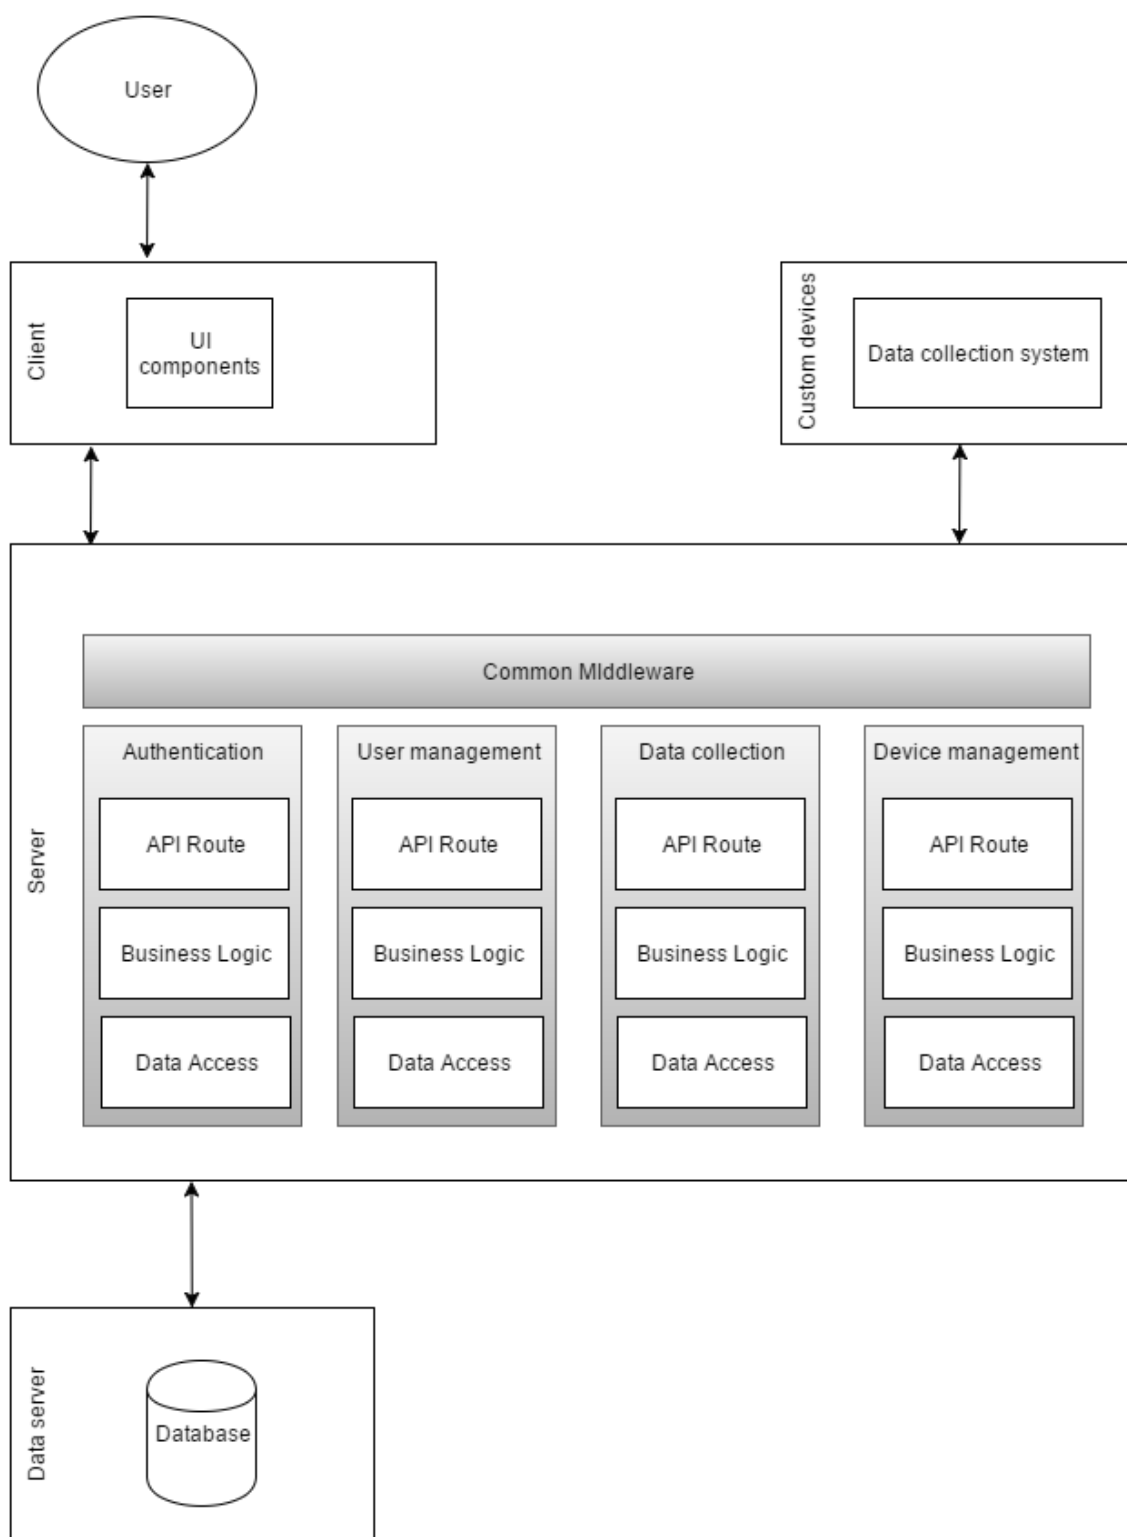 User
Client
UI
components
Custom devices
Data collection system
Server
Common MIddleware
Authentication
API Route
Business Logic
Data Access
User management
API Route
Business Logic
Data Access
Data collection
API Route
Business Logic
Data Access
Device management
API Route
Business Logic
Data Access
Data server
Database